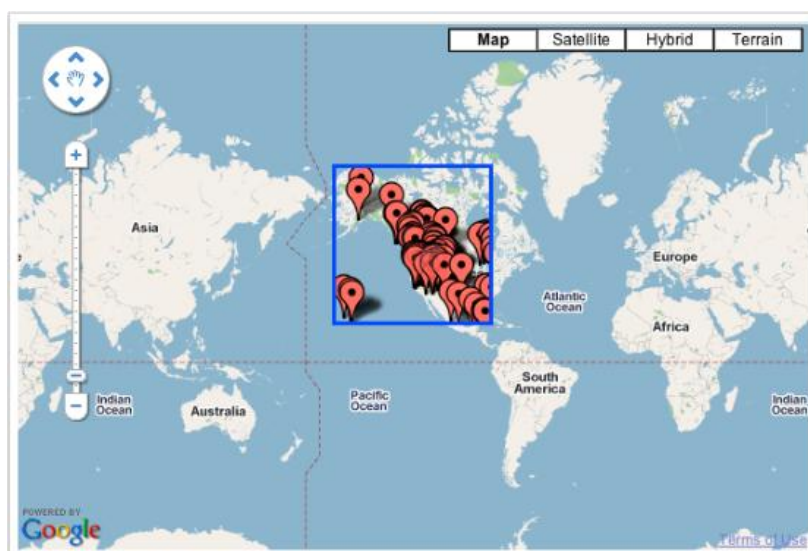 Map Satellite Hybrid Terrain
Asia
Europe
Atlantic
Ocean
Africa
Indian
Ocean
Australia
Pacific
Ocean
South
America
Indian
Ocean
POWERED BY
Google
Terms of Use